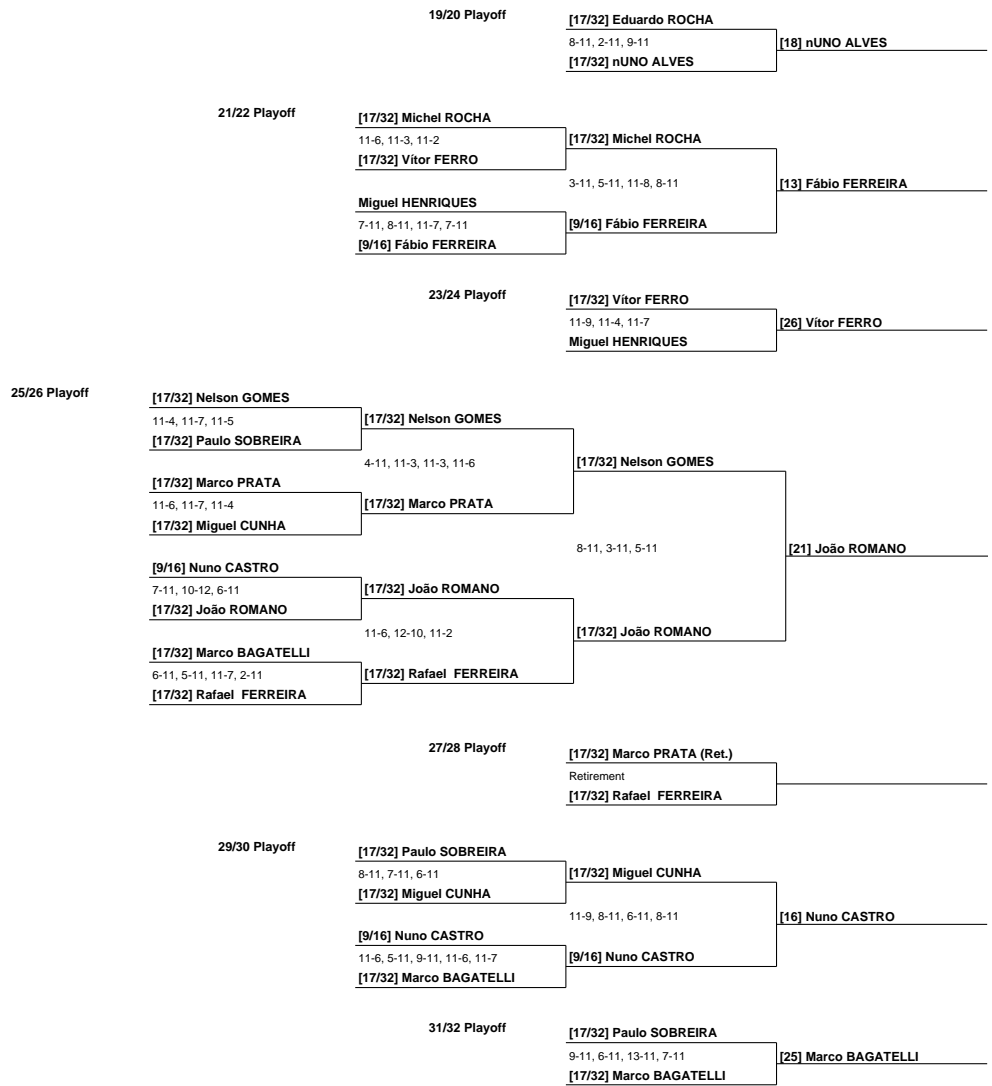 19/20 Playoff
[17/32] Eduardo ROCHA
8-11, 2-11, 9-11
[18] nUNO ALVES
[17/32] nUNO ALVES
21/22 Playoff
[17/32] Michel ROCHA
11-6, 11-3, 11-2
[17/32] Michel ROCHA
[17/32] Vítor FERRO
3-11, 5-11, 11-8, 8-11
[13] Fábio FERREIRA
Miguel HENRIQUES
7-11, 8-11, 11-7, 7-11
[9/16] Fábio FERREIRA
[9/16] Fábio FERREIRA
23/24 Playoff
[17/32] Vítor FERRO
11-9, 11-4, 11-7
[26] Vítor FERRO
Miguel HENRIQUES
25/26 Playoff
[17/32] Nelson GOMES
11-4, 11-7, 11-5
[17/32] Nelson GOMES
[17/32] Paulo SOBREIRA
4-11, 11-3, 11-3, 11-6
[17/32] Nelson GOMES
[17/32] Marco PRATA
11-6, 11-7, 11-4
[17/32] Marco PRATA
[17/32] Miguel CUNHA
8-11, 3-11, 5-11
[21] João ROMANO
[9/16] Nuno CASTRO
7-11, 10-12, 6-11
[17/32] João ROMANO
[17/32] João ROMANO
11-6, 12-10, 11-2
[17/32] João ROMANO
[17/32] Marco BAGATELLI
6-11, 5-11, 11-7, 2-11
[17/32] Rafael  FERREIRA
[17/32] Rafael  FERREIRA
27/28 Playoff
[17/32] Marco PRATA (Ret.)
Retirement
[17/32] Rafael  FERREIRA
29/30 Playoff
[17/32] Paulo SOBREIRA
8-11, 7-11, 6-11
[17/32] Miguel CUNHA
[17/32] Miguel CUNHA
11-9, 8-11, 6-11, 8-11
[16] Nuno CASTRO
[9/16] Nuno CASTRO
11-6, 5-11, 9-11, 11-6, 11-7
[9/16] Nuno CASTRO
[17/32] Marco BAGATELLI
31/32 Playoff
[17/32] Paulo SOBREIRA
9-11, 6-11, 13-11, 7-11
[25] Marco BAGATELLI
[17/32] Marco BAGATELLI